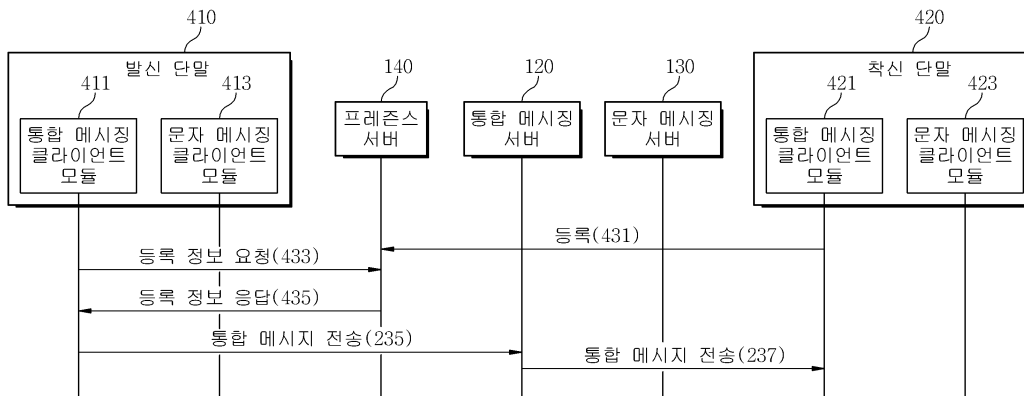 410
420
발신 단말
착신 단말
411
413
140
120
130
421
423
통합 메시징
클라이언트
모듈
문자 메시징
클라이언트
모듈
프레즌스
서버
통합 메시징
서버
문자 메시징
서버
통합 메시징
클라이언트
모듈
문자 메시징
클라이언트
모듈
등록(431)
등록 정보 요청(433)
등록 정보 응답(435)
통합 메시지 전송(235)
통합 메시지 전송(237)